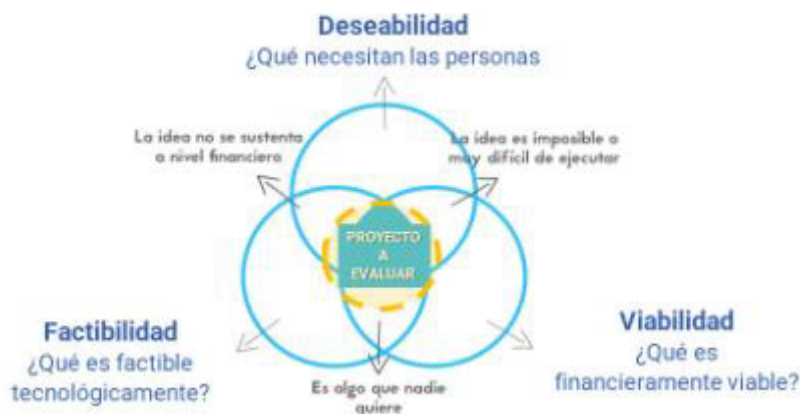 Deseabilidad
¿Qué necesitan las personas
La idea no se sustenta
a nivel financiero
La idea es imposible o
muy difícil de ejecutar
PROYECTO
A
EVALUAR
Factibilidad
¿Qué es factible
tecnológicamente?
Viabilidad
¿Qué es
financieramente viable?
Es algo que nadie
quiere